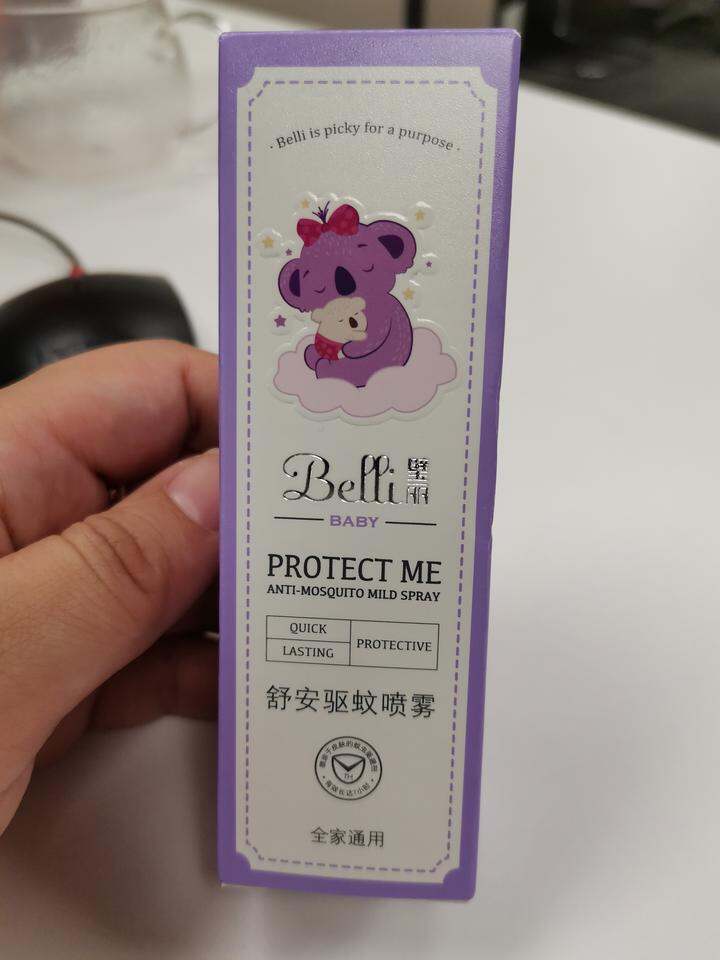 · Belli is picky for a purpose ·
Belli 璧丽
BABY
PROTECT ME
ANTI-MOSQUITO MILD SPRAY
QUICK
LASTING
PROTECTIVE
舒安驱蚊喷雾
7H
全家通用